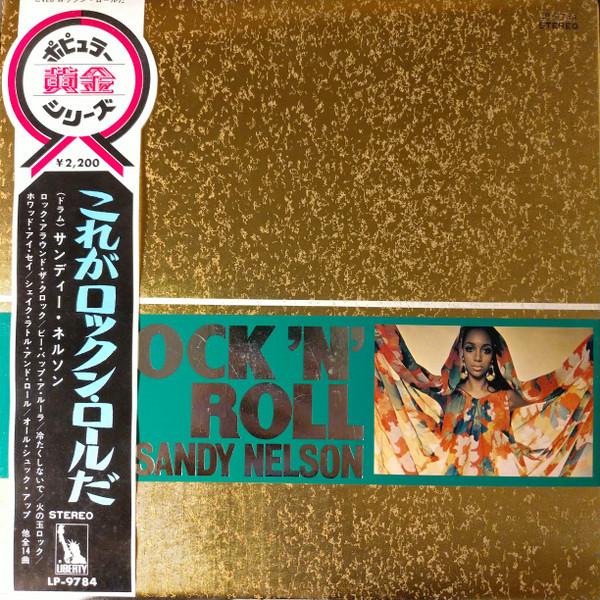 ポピュラー
黄金
シリーズ
¥2,200
これがロックン・ロールだ
(ドラム) サンディー・ネルソン
ロック・アラウンド・ザ・クロック/ビー・バップ・ア・ルーラ/冷たくしないで/火の玉ロック/
ホワッド・アイ・セイ/シェイク・ラトル・アンド・ロール/オール・シュック・アップ 他全14曲
STEREO
LIBERTY
LP-9784
STEREO
OCK 'N'
ROLL
SANDY NELSON